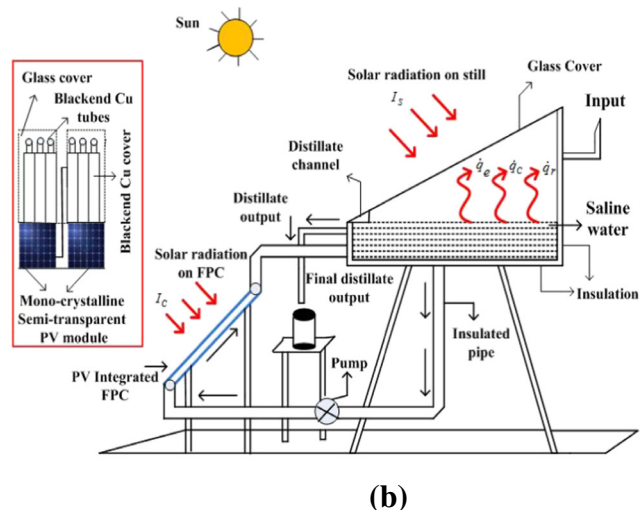 Sun
Glass cover
Blackend Cu
tubes
Blackend Cu cover
Mono-crystalline
Semi-transparent
PV module
Solar radiation on still
I_s
Glass Cover
Input
Distillate
channel
q̇_e
q̇_c
q̇_r
Distillate
output
Saline
water
Solar radiation
on FPC
I_C
Final distillate
output
Insulation
Insulated
pipe
Pump
PV Integrated
FPC
(b)